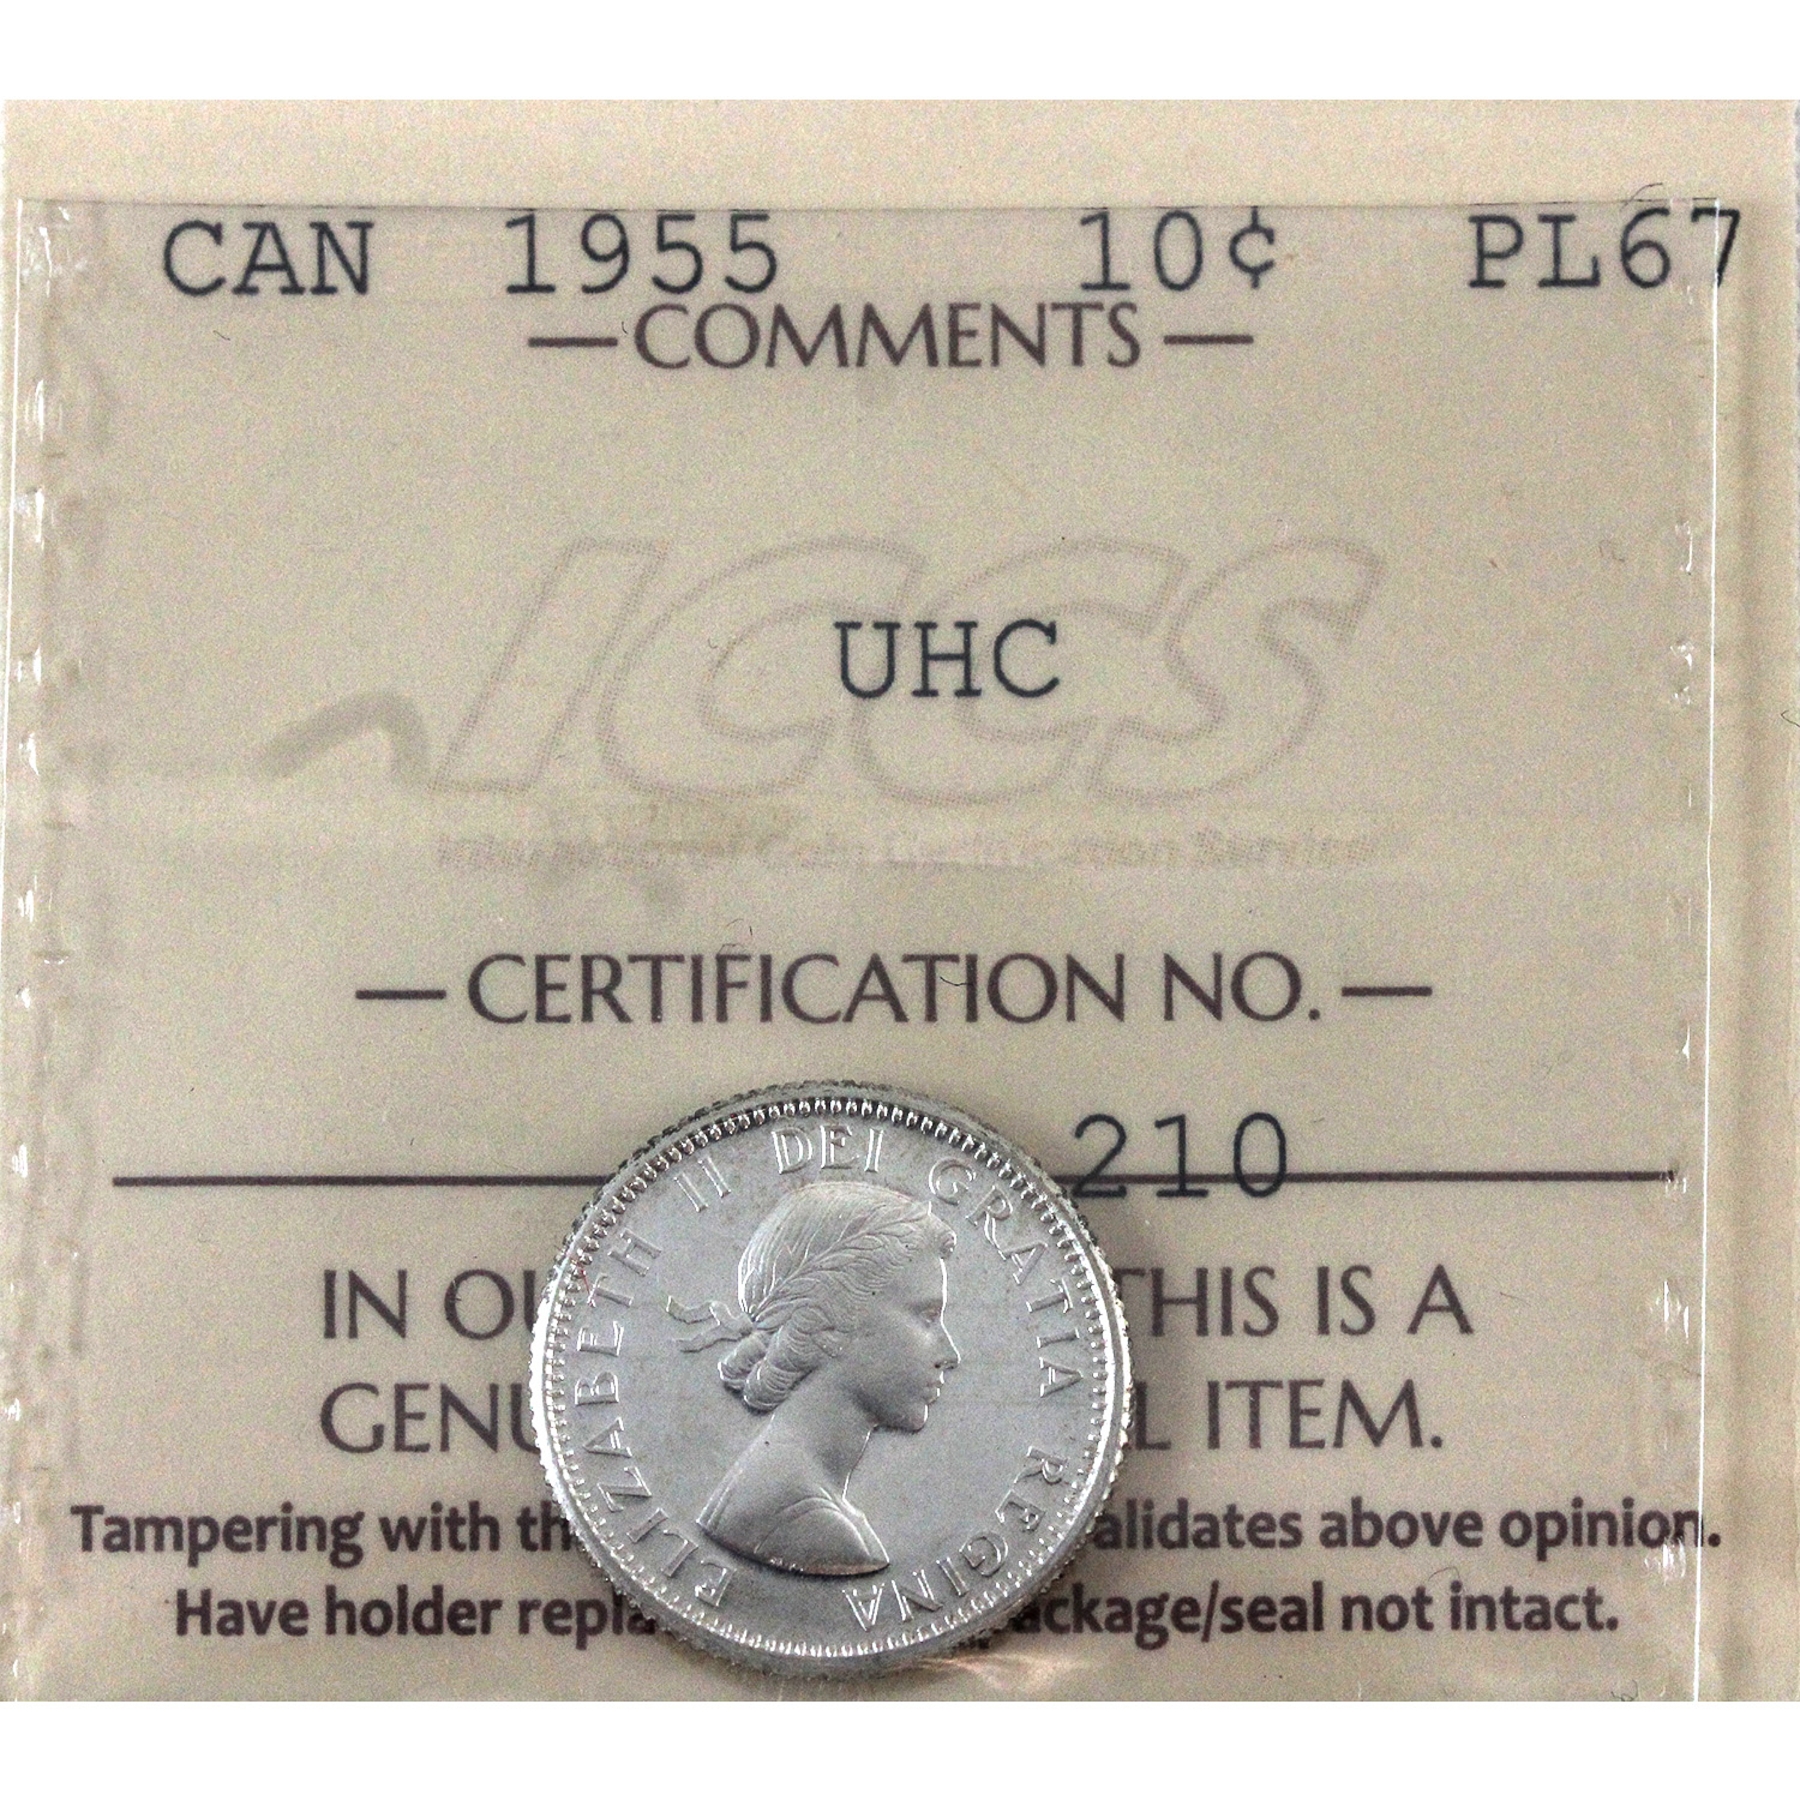 CAN 1955 10¢ PL67
—COMMENTS—
ICCS
UHC
—CERTIFICATION NO.—
210
IN OU THIS IS A
GENU L ITEM.
Tampering with th alidates above opinion.
Have holder repla ackage/seal not intact.
ELIZABETH II DEI GRATIA REGINA